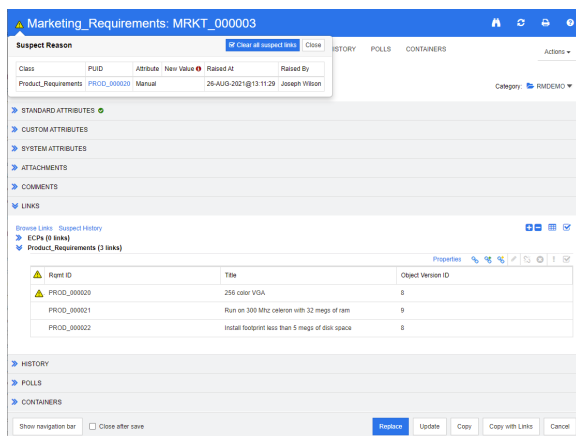 Marketing_Requirements: MRKT_000003
Suspect Reason
Clear all suspect links
Close
Class PUID Attribute New Value Raised At Raised By
Product_Requirements PROD_000020 Manual 26-AUG-2021@13:11:29 Joseph Wilson
ISTORY POLLS CONTAINERS
Actions
Category: RMDEMO
STANDARD ATTRIBUTES
CUSTOM ATTRIBUTES
SYSTEM ATTRIBUTES
ATTACHMENTS
COMMENTS
LINKS
Browse Links Suspect History
ECPs (0 links)
Product_Requirements (3 links)
Properties
Rqmt ID Title Object Version ID
PROD_000020 256 color VGA 8
PROD_000021 Run on 300 Mhz celeron with 32 megs of ram 9
PROD_000022 Install footprint less than 5 megs of disk space 8
HISTORY
POLLS
CONTAINERS
Show navigation bar Close after save Replace Update Copy Copy with Links Cancel